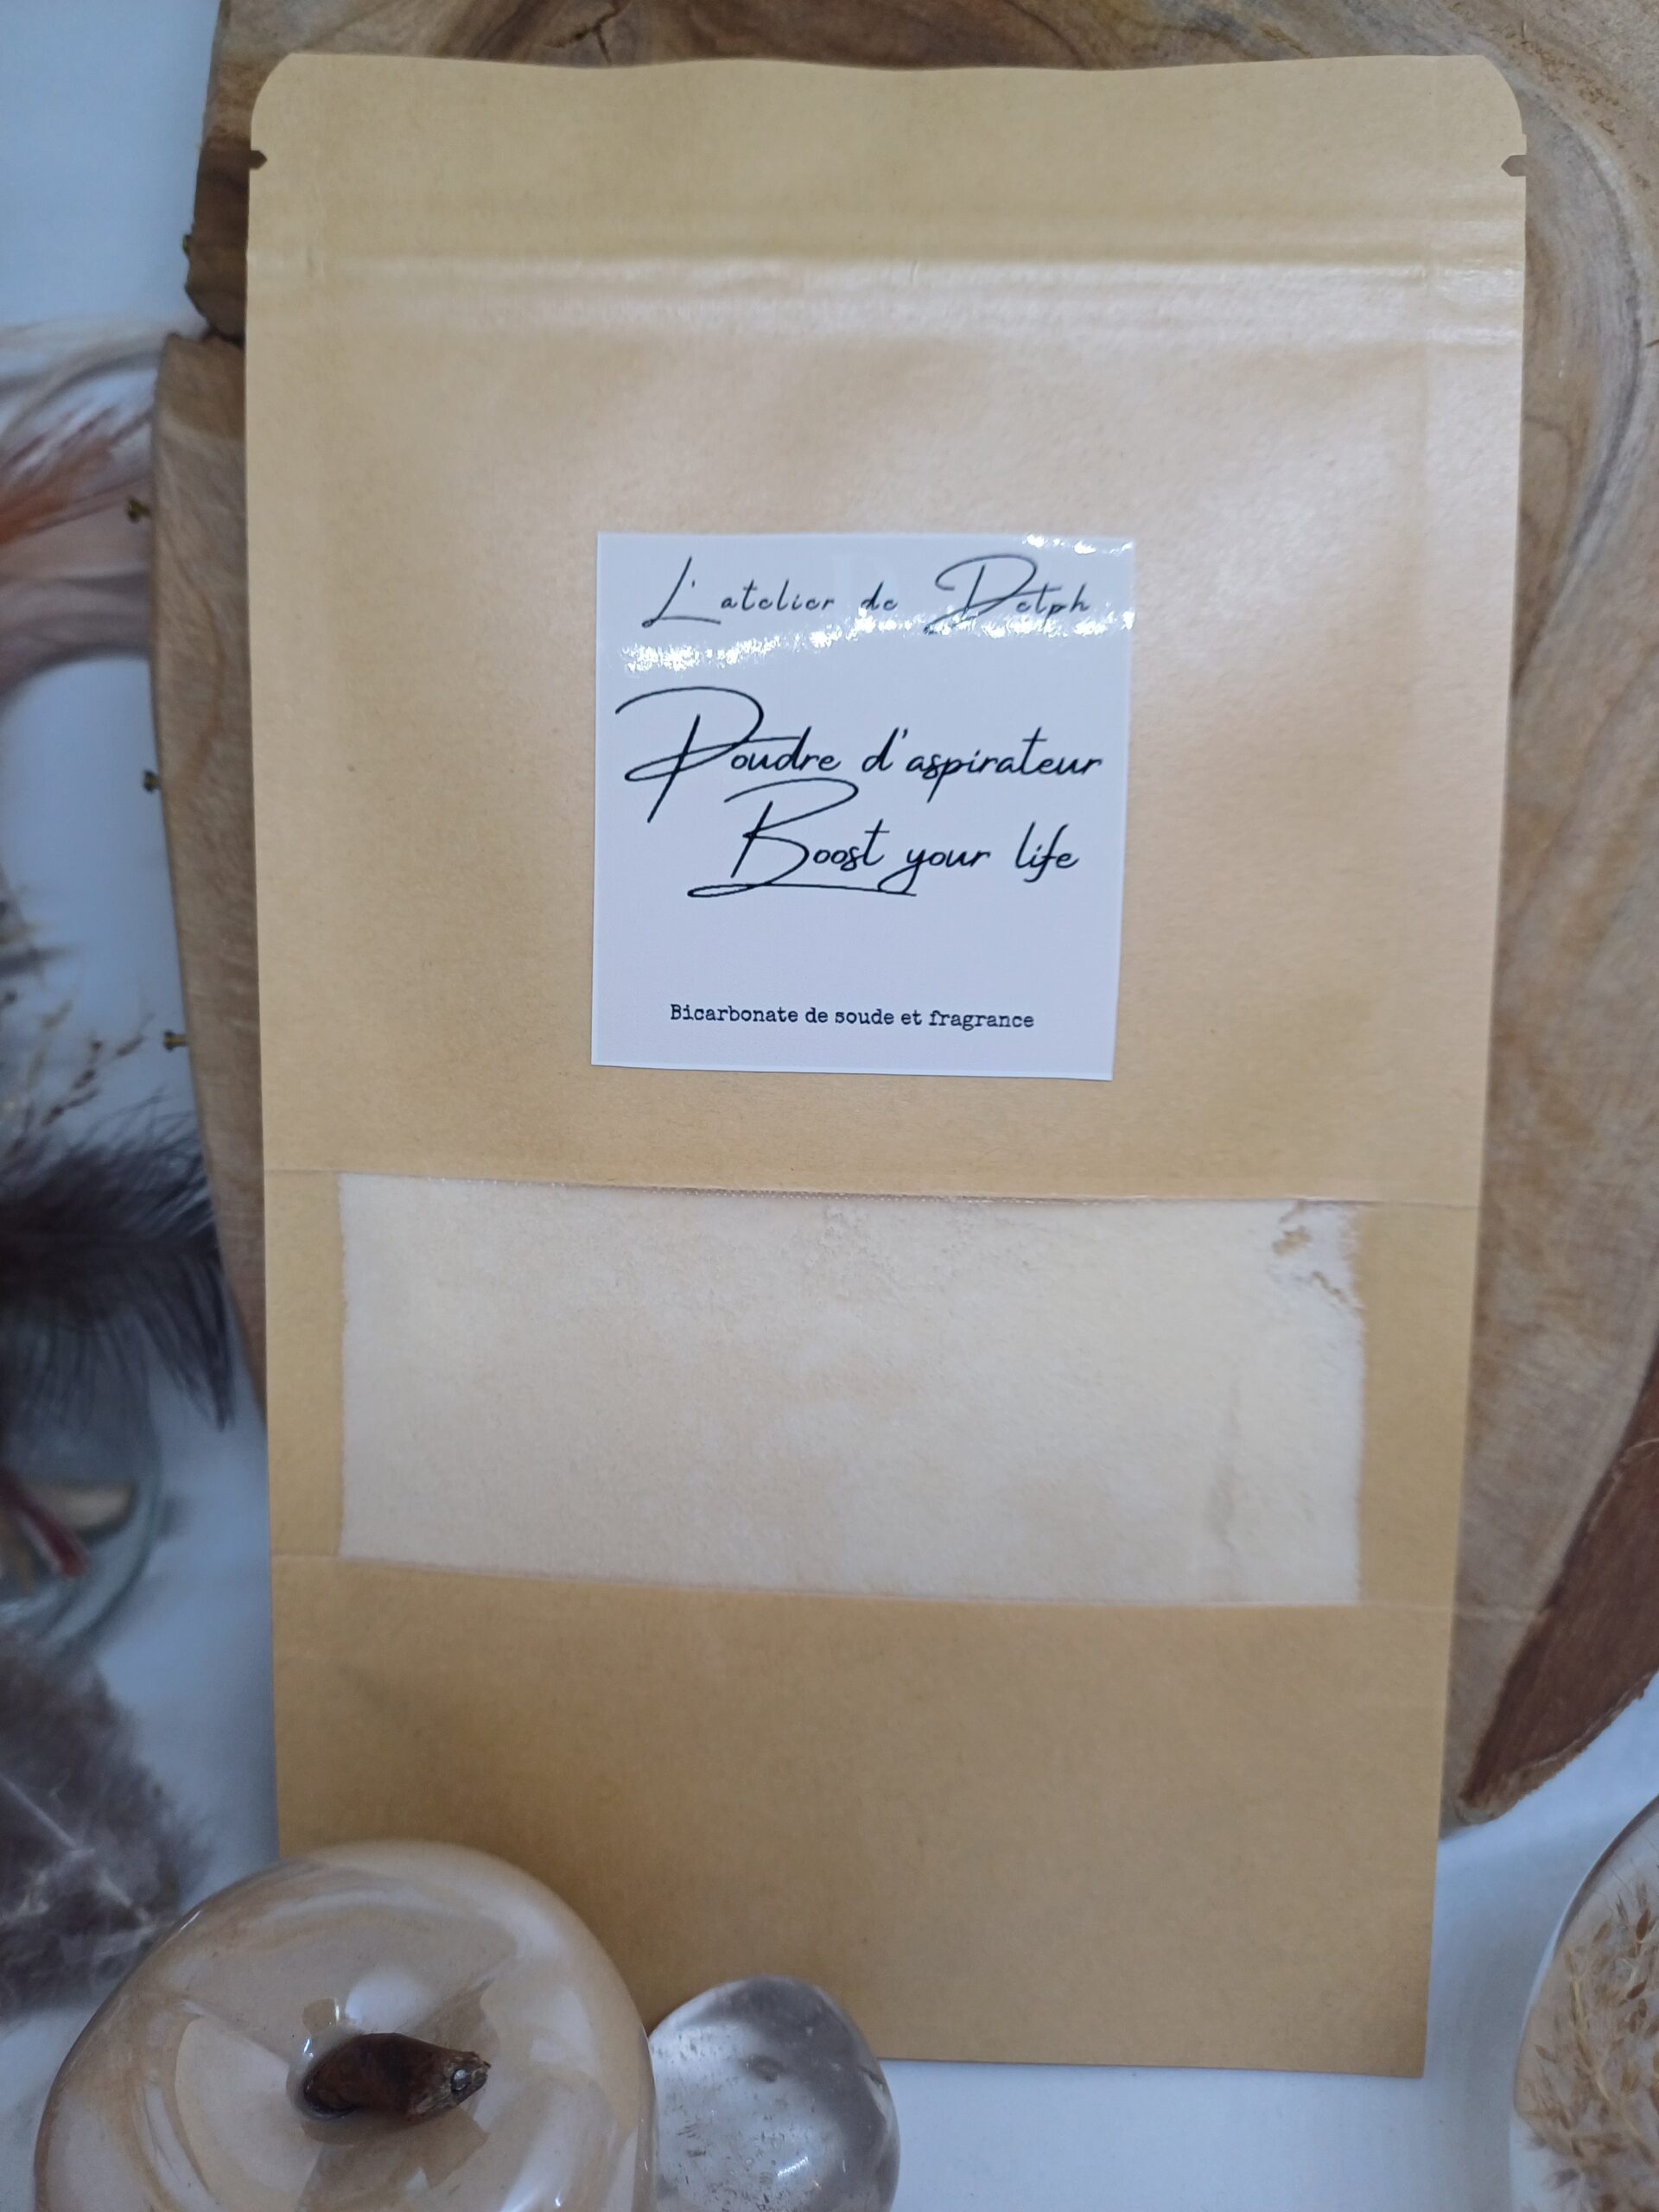 L'atelier de Delph
Poudre d'aspirateur
Boost your life
Bicarbonate de soude et fragrance